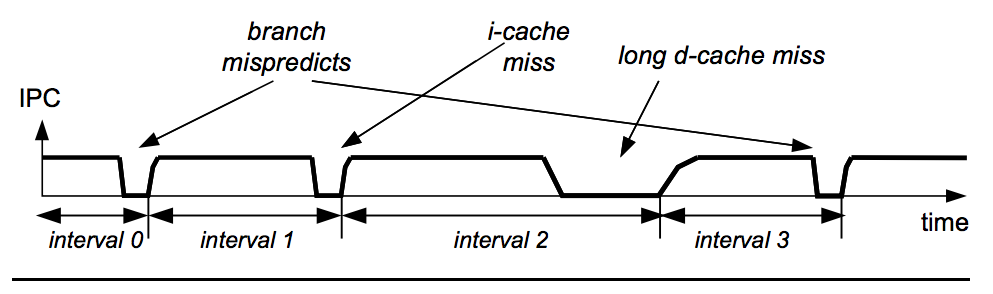 branch
mispredicts
i-cache
miss
long d-cache miss
IPC
time
interval 0
interval 1
interval 2
interval 3